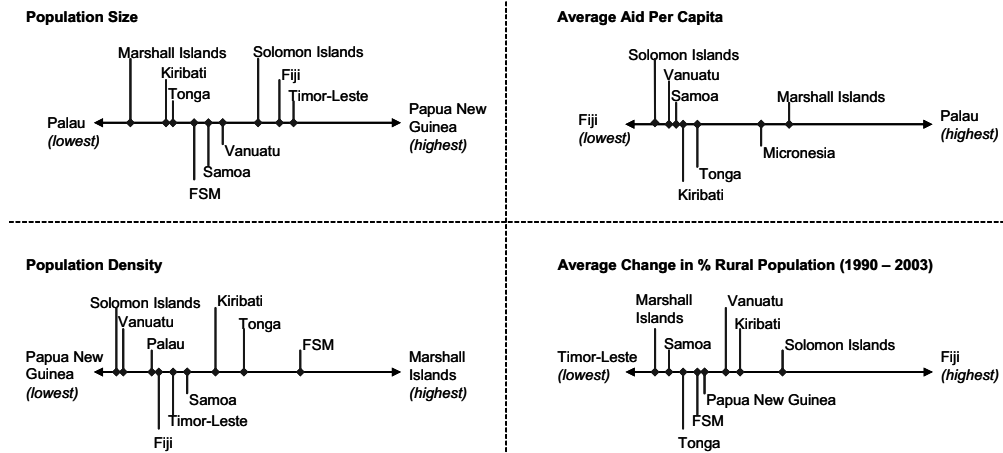 Population Size
Marshall Islands
Solomon Islands
Kiribati
Fiji
Tonga
Timor-Leste
Palau
(lowest)
Papua New
Guinea
(highest)
Vanuatu
Samoa
FSM
Average Aid Per Capita
Solomon Islands
Vanuatu
Samoa
Marshall Islands
Fiji
(lowest)
Palau
(highest)
Micronesia
Tonga
Kiribati
Population Density
Solomon Islands
Kiribati
Vanuatu
Tonga
Palau
FSM
Papua New
Guinea
(lowest)
Marshall
Islands
(highest)
Samoa
Timor-Leste
Fiji
Average Change in % Rural Population (1990 – 2003)
Marshall
Islands
Vanuatu
Kiribati
Samoa
Solomon Islands
Timor-Leste
(lowest)
Fiji
(highest)
Papua New Guinea
FSM
Tonga